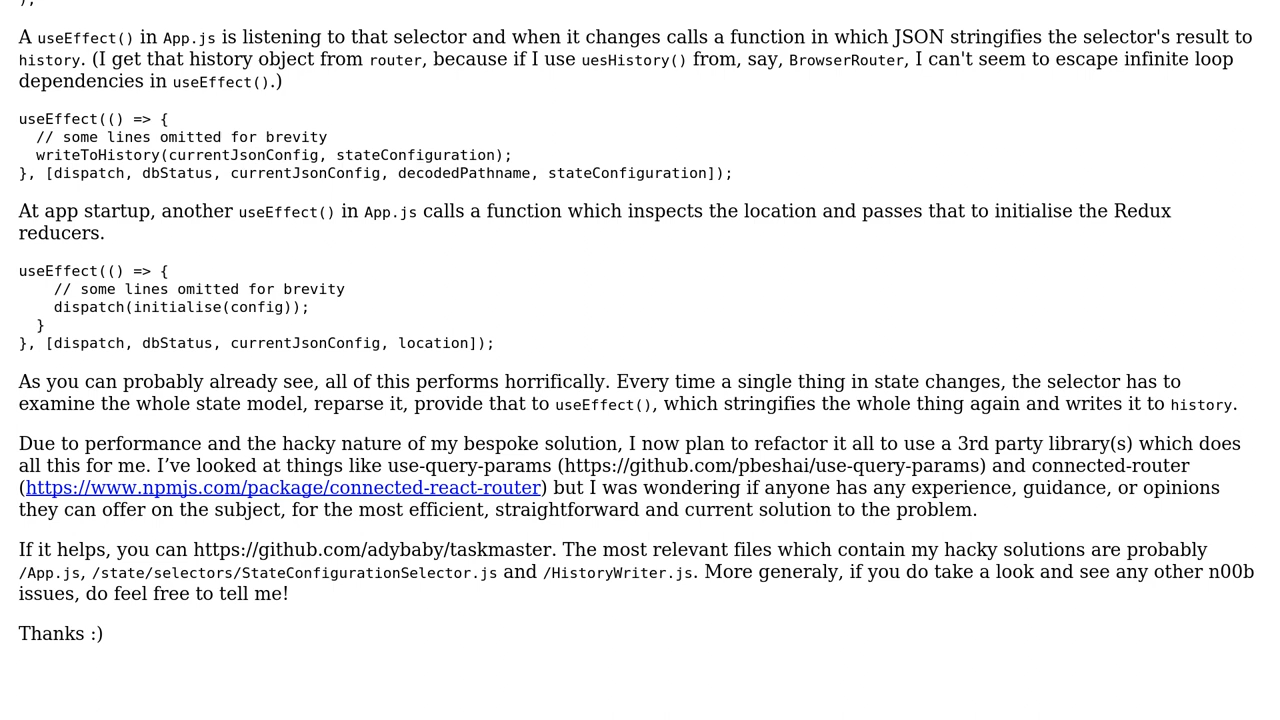 );
A useEffect() in App.js is listening to that selector and when it changes calls a function in which JSON stringifies the selector's result to
history. (I get that history object from router, because if I use uesHistory() from, say, BrowserRouter, I can't seem to escape infinite loop
dependencies in useEffect().)
useEffect(() => {
  // some lines omitted for brevity
  writeToHistory(currentJsonConfig, stateConfiguration);
}, [dispatch, dbStatus, currentJsonConfig, decodedPathname, stateConfiguration]);
At app startup, another useEffect() in App.js calls a function which inspects the location and passes that to initialise the Redux
reducers.
useEffect(() => {
    // some lines omitted for brevity
    dispatch(initialise(config));
  }
}, [dispatch, dbStatus, currentJsonConfig, location]);
As you can probably already see, all of this performs horrifically. Every time a single thing in state changes, the selector has to
examine the whole state model, reparse it, provide that to useEffect(), which stringifies the whole thing again and writes it to history.
Due to performance and the hacky nature of my bespoke solution, I now plan to refactor it all to use a 3rd party library(s) which does
all this for me. I’ve looked at things like use-query-params (https://github.com/pbeshai/use-query-params) and connected-router
(https://www.npmjs.com/package/connected-react-router) but I was wondering if anyone has any experience, guidance, or opinions
they can offer on the subject, for the most efficient, straightforward and current solution to the problem.
If it helps, you can https://github.com/adybaby/taskmaster. The most relevant files which contain my hacky solutions are probably
/App.js, /state/selectors/StateConfigurationSelector.js and /HistoryWriter.js. More generaly, if you do take a look and see any other n00b
issues, do feel free to tell me!
Thanks :)